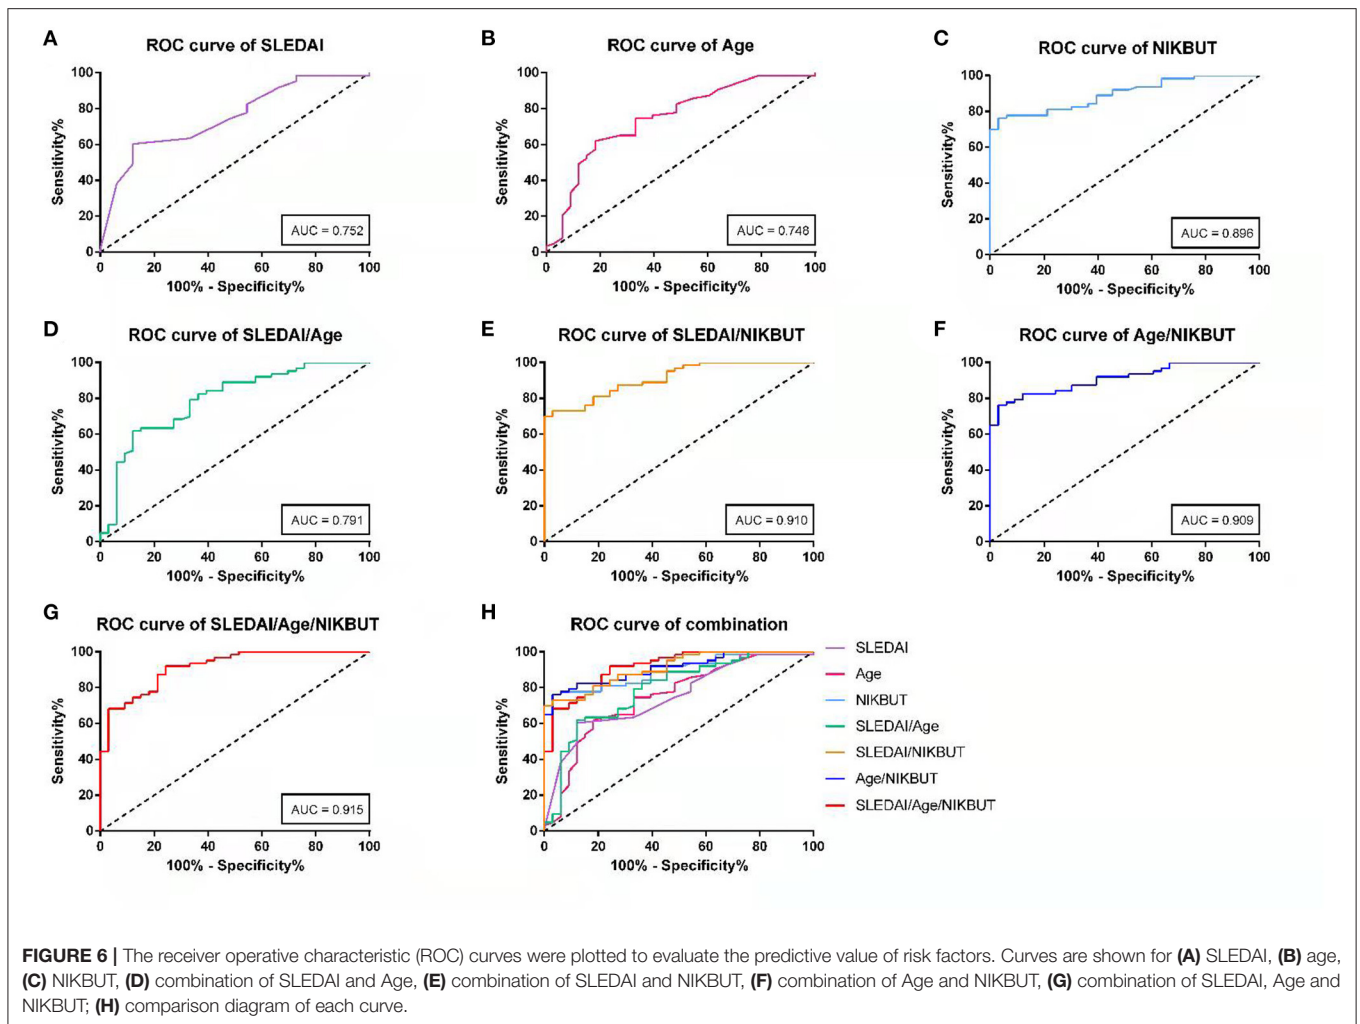 A
ROC curve of SLEDAI
Sensitivity%
100
80
60
40
20
0
0 20 40 60 80 100
100% - Specificity%
AUC = 0.752
B
ROC curve of Age
Sensitivity%
100
80
60
40
20
0
0 20 40 60 80 100
100% - Specificity%
AUC = 0.748
C
ROC curve of NIKBUT
Sensitivity%
100
80
60
40
20
0
0 20 40 60 80 100
100% - Specificity%
AUC = 0.896
D
ROC curve of SLEDAI/Age
Sensitivity%
100
80
60
40
20
0
0 20 40 60 80 100
100% - Specificity%
AUC = 0.791
E
ROC curve of SLEDAI/NIKBUT
Sensitivity%
100
80
60
40
20
0
0 20 40 60 80 100
100% - Specificity%
AUC = 0.910
F
ROC curve of Age/NIKBUT
Sensitivity%
100
80
60
40
20
0
0 20 40 60 80 100
100% - Specificity%
AUC = 0.909
G
ROC curve of SLEDAI/Age/NIKBUT
Sensitivity%
100
80
60
40
20
0
0 20 40 60 80 100
100% - Specificity%
AUC = 0.915
H
ROC curve of combination
Sensitivity%
100
80
60
40
20
0
0 20 40 60 80 100
100% - Specificity%
SLEDAI
Age
NIKBUT
SLEDAI/Age
SLEDAI/NIKBUT
Age/NIKBUT
SLEDAI/Age/NIKBUT
FIGURE 6 | The receiver operative characteristic (ROC) curves were plotted to evaluate the predictive value of risk factors. Curves are shown for (A) SLEDAI, (B) age,
(C) NIKBUT, (D) combination of SLEDAI and Age, (E) combination of SLEDAI and NIKBUT, (F) combination of Age and NIKBUT, (G) combination of SLEDAI, Age and
NIKBUT; (H) comparison diagram of each curve.